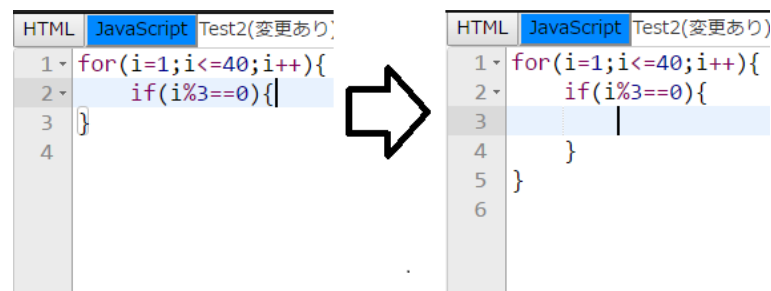 HTML JavaScript Test2(変更あり)
1 for(i=1;i<=40;i++){
2 if(i%3==0){
3 }
4
HTML JavaScript Test2(変更あり)
1 for(i=1;i<=40;i++){
2 if(i%3==0){
3
4 }
5 }
6